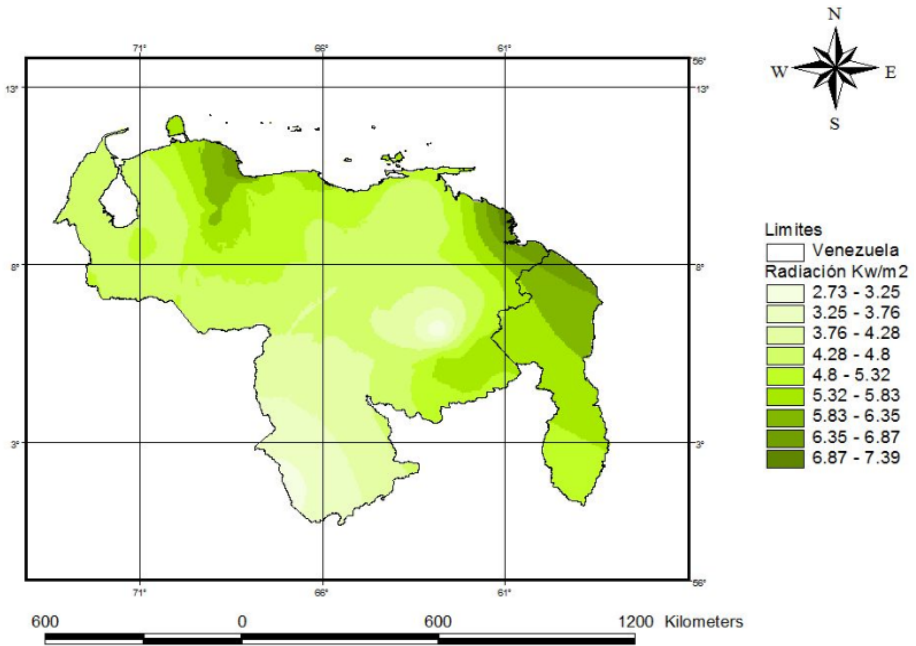 N
W E
S
71° 66° 61° 56°
13° 13°
8° 8°
3° 3°
56°
71° 66° 61°
Limites
Venezuela
Radiación Kw/m2
2.73 - 3.25
3.25 - 3.76
3.76 - 4.28
4.28 - 4.8
4.8 - 5.32
5.32 - 5.83
5.83 - 6.35
6.35 - 6.87
6.87 - 7.39
600 0 600 1200 Kilometers